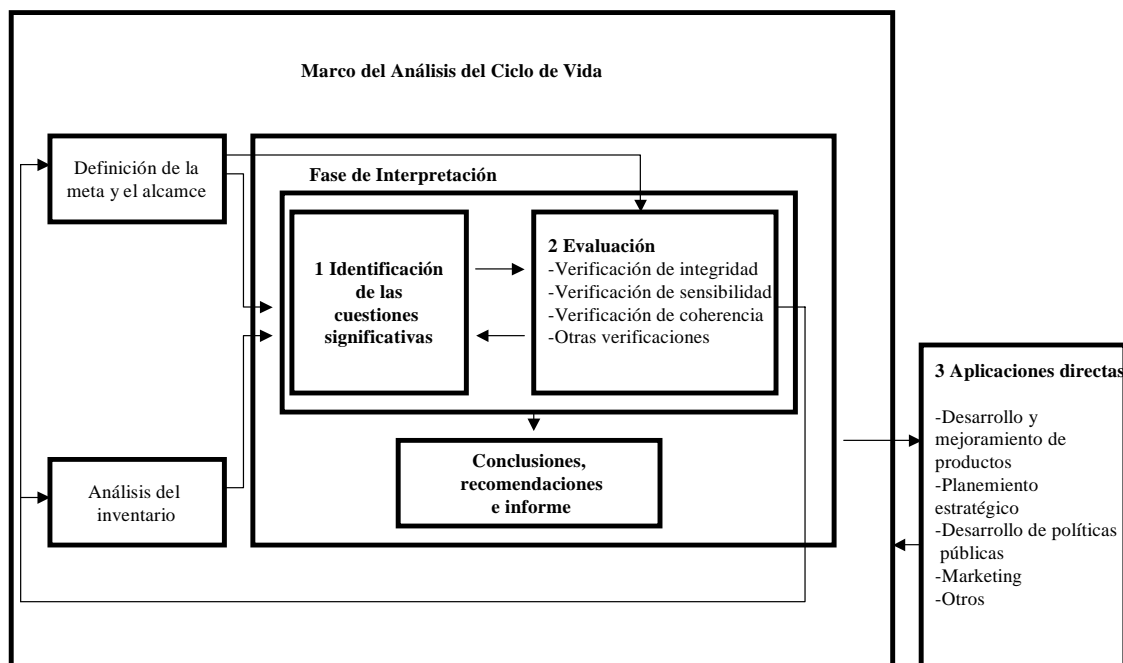 Marco del Análisis del Ciclo de Vida
Definición de la
meta y el alcamce
Fase de Interpretación
1 Identificación
de las
cuestiones
significativas
2 Evaluación
-Verificación de integridad
-Verificación de sensibilidad
-Verificación de coherencia
-Otras verificaciones
Conclusiones,
recomendaciones
e informe
Análisis del
inventario
3 Aplicaciones directas
-Desarrollo y
mejoramiento de
productos
-Planemiento
estratégico
-Desarrollo de políticas
públicas
-Marketing
-Otros